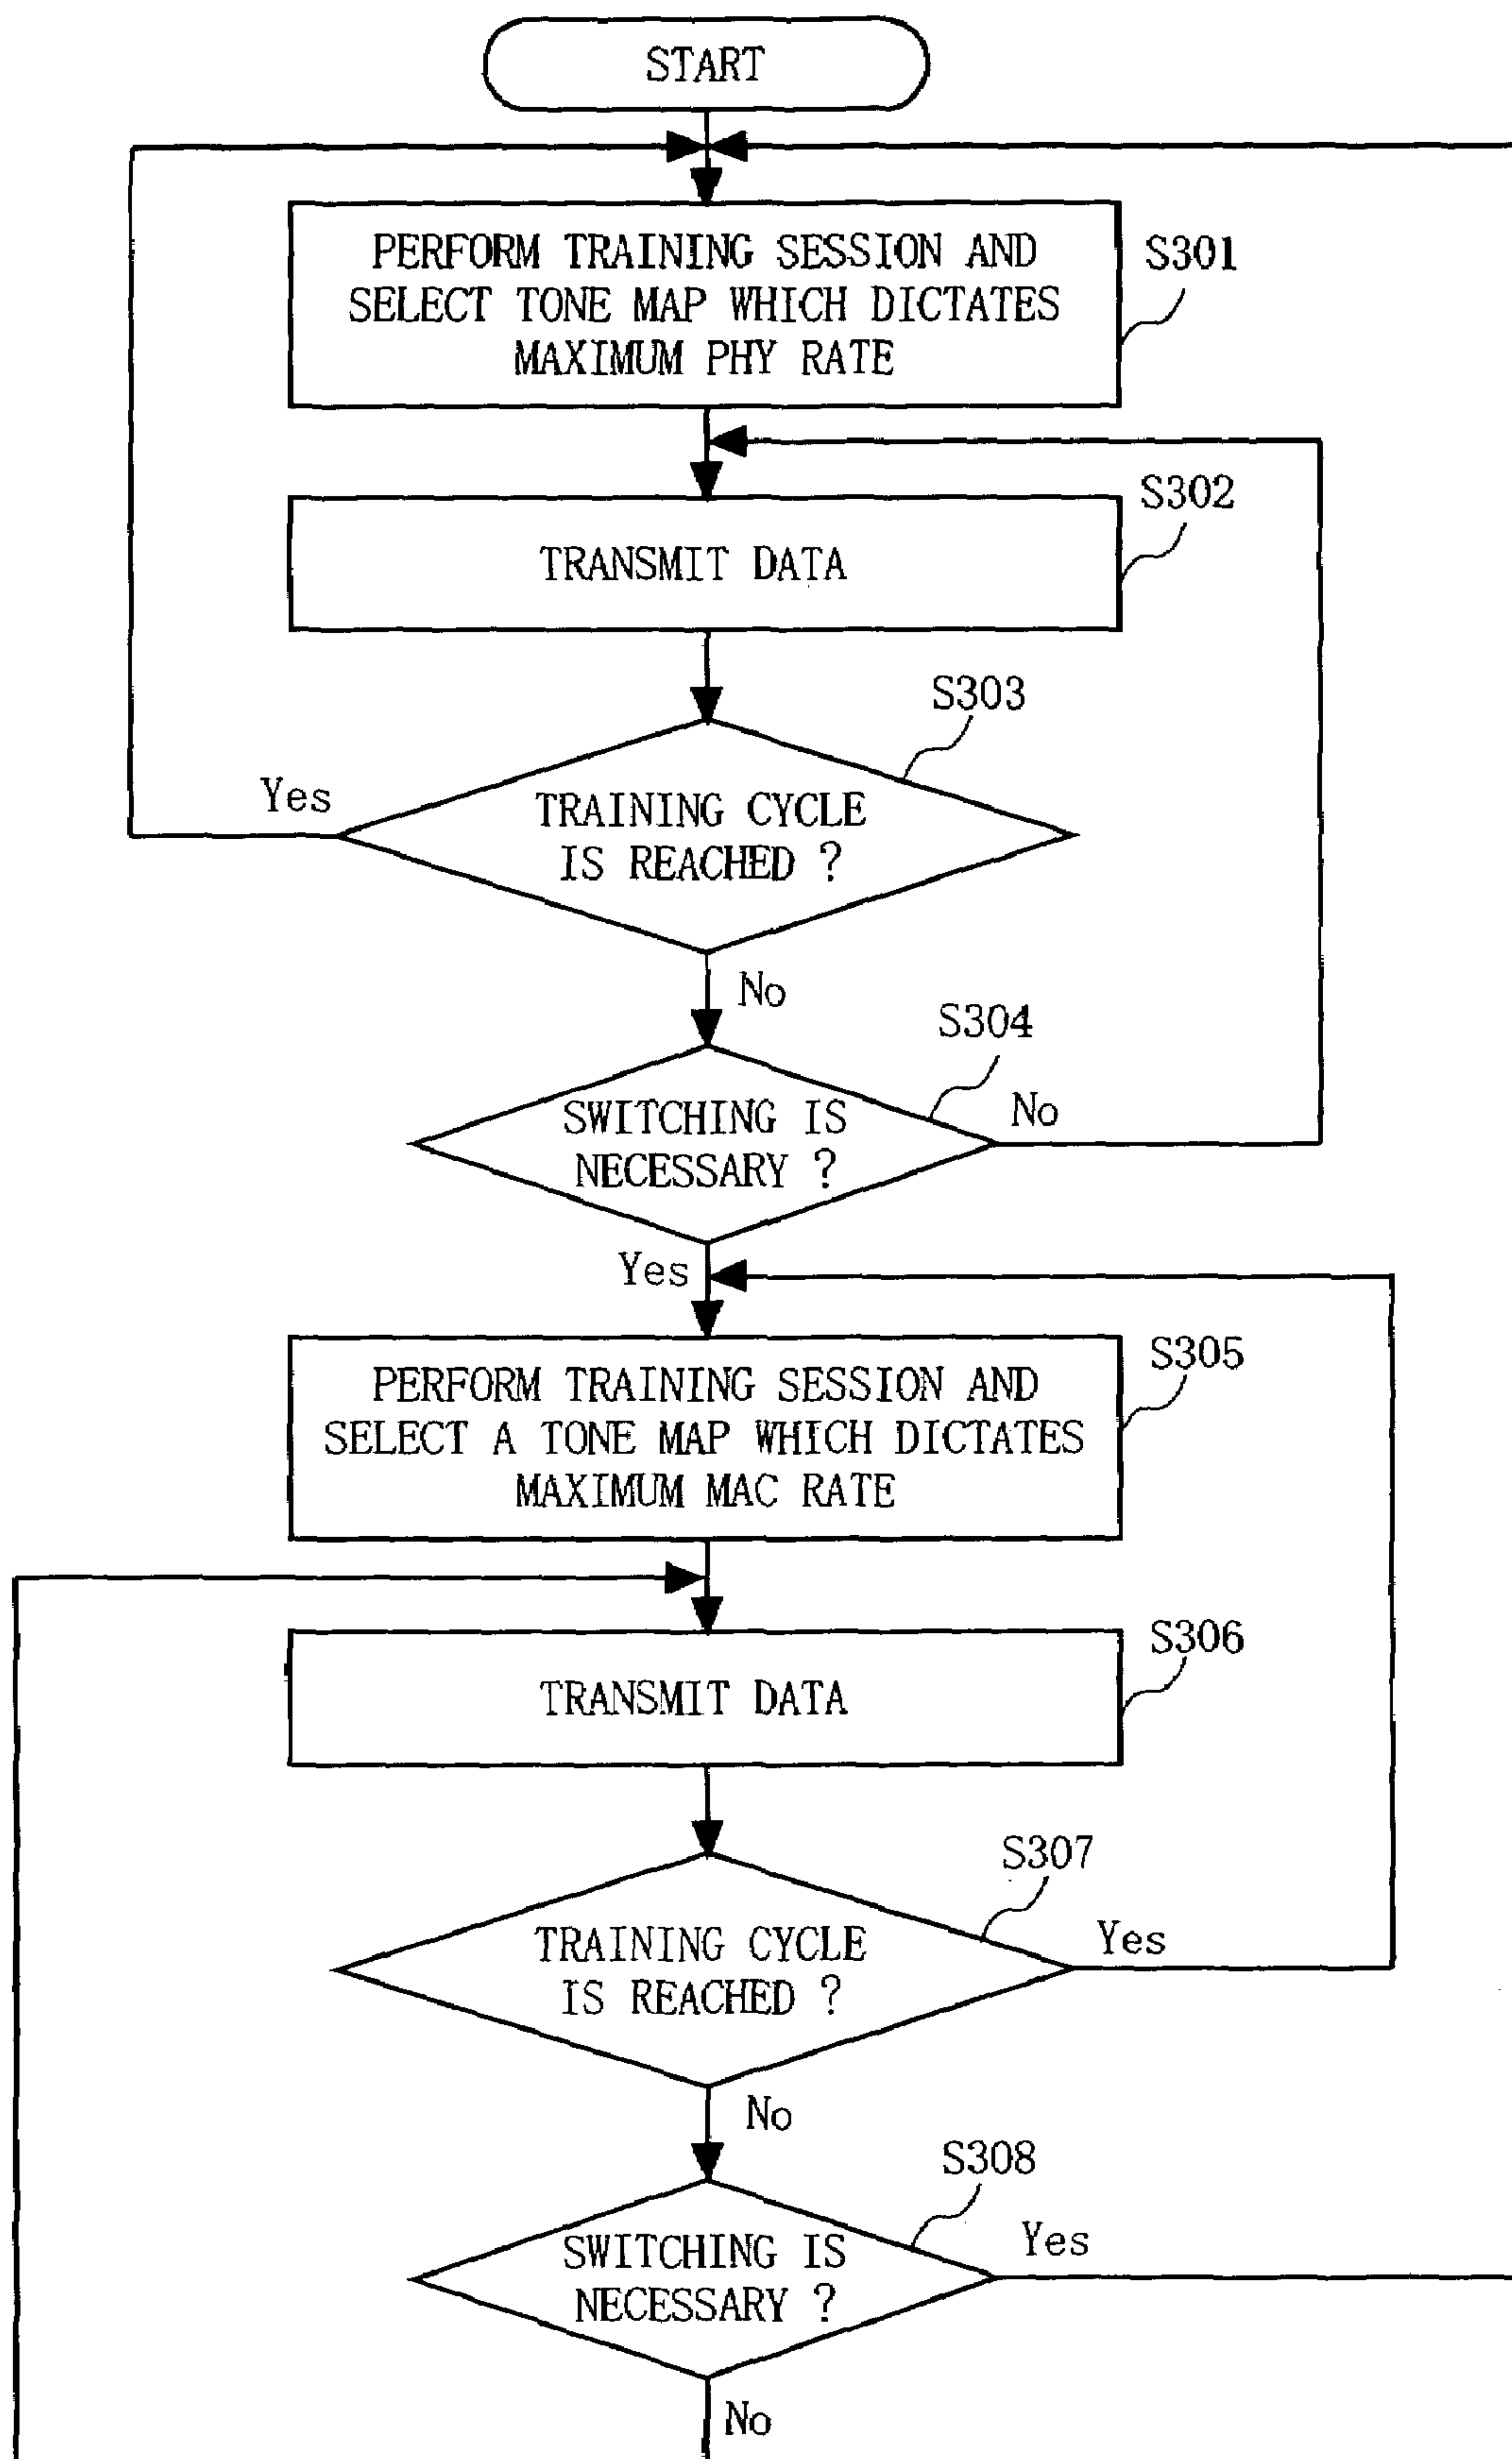 START
PERFORM TRAINING SESSION AND
SELECT TONE MAP WHICH DICTATES
MAXIMUM PHY RATE
S301
S302
TRANSMIT DATA
S303
Yes
TRAINING CYCLE
IS REACHED ?
No
S304
SWITCHING IS
NECESSARY ?
No
Yes
S305
PERFORM TRAINING SESSION AND
SELECT A TONE MAP WHICH DICTATES
MAXIMUM MAC RATE
S306
TRANSMIT DATA
S307
TRAINING CYCLE
IS REACHED ?
Yes
No
S308
SWITCHING IS
NECESSARY ?
Yes
No